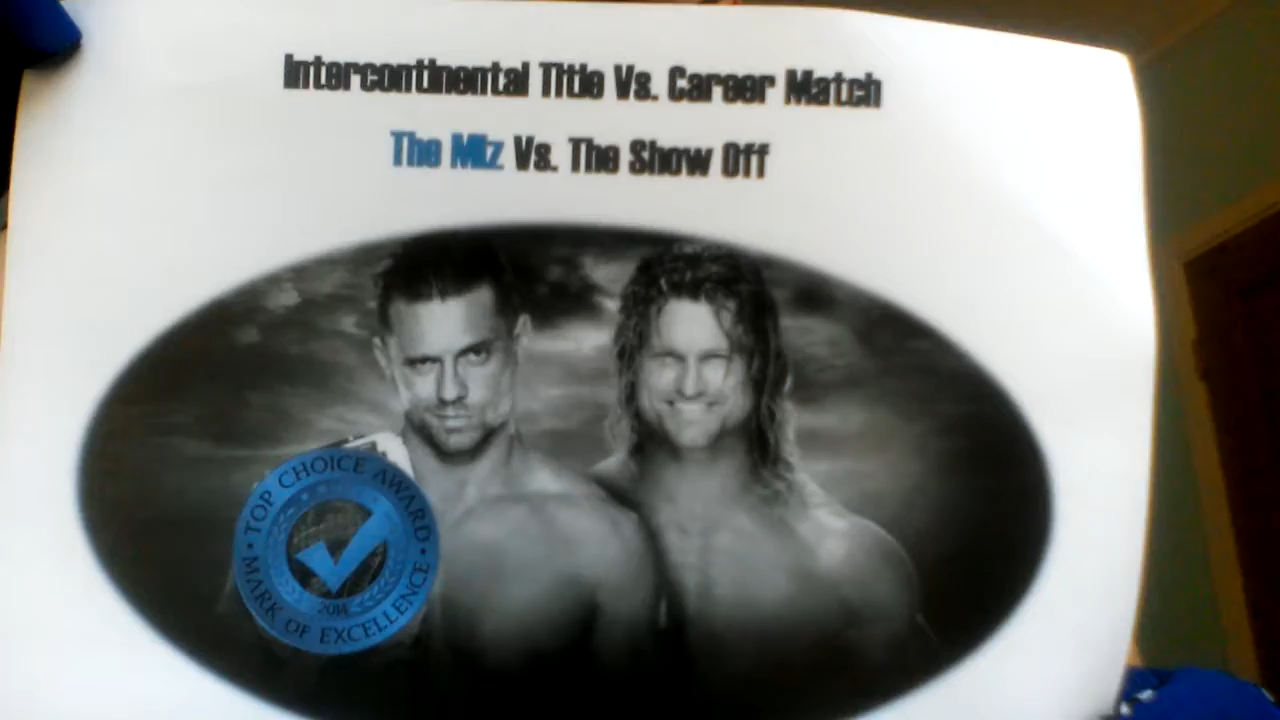 Intercontinental Title Vs. Career Match
The Miz Vs. The Show Off
TOP CHOICE AWARD
2014
MARK OF EXCELLENCE